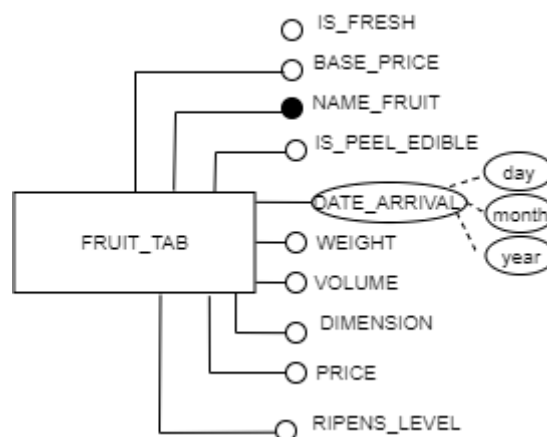 IS_FRESH
BASE_PRICE
NAME_FRUIT
IS_PEEL_EDIBLE
day
DATE_ARRIVAL
month
FRUIT_TAB
WEIGHT
year
VOLUME
DIMENSION
PRICE
RIPENS_LEVEL